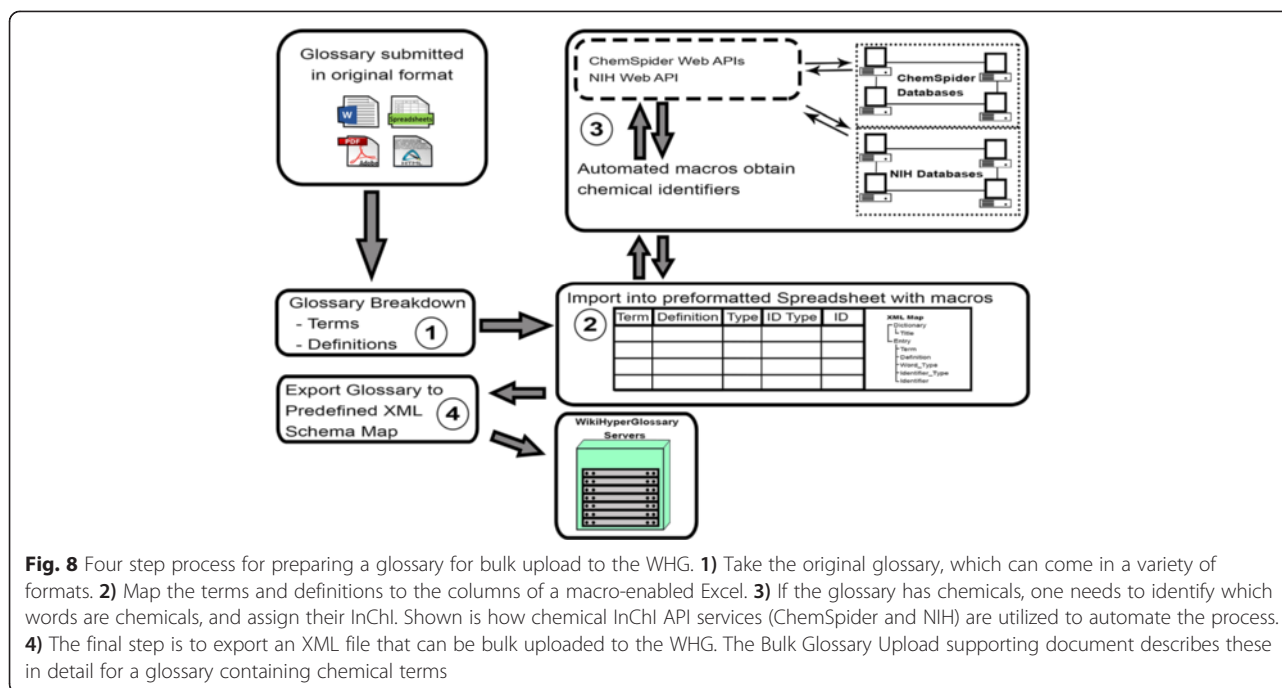 Glossary submitted
in original format
W
Spreadsheets
PDF
Adobe
HTML
ChemSpider Web APIs
NIH Web API
ChemSpider
Databases
3
Automated macros obtain
chemical identifiers
NIH Databases
Glossary Breakdown
- Terms
- Definitions
1
Import into preformatted Spreadsheet with macros
2
Term Definition Type ID Type ID
XML Map
Dictionary
Title
Entry
Term
Definition
Word_Type
Identifier_Type
Identifier
Export Glossary to
Predefined XML
Schema Map
4
WikiHyperGlossary
Servers
Fig. 8 Four step process for preparing a glossary for bulk upload to the WHG. 1) Take the original glossary, which can come in a variety of
formats. 2) Map the terms and definitions to the columns of a macro-enabled Excel. 3) If the glossary has chemicals, one needs to identify which
words are chemicals, and assign their InChI. Shown is how chemical InChI API services (ChemSpider and NIH) are utilized to automate the process.
4) The final step is to export an XML file that can be bulk uploaded to the WHG. The Bulk Glossary Upload supporting document describes these
in detail for a glossary containing chemical terms